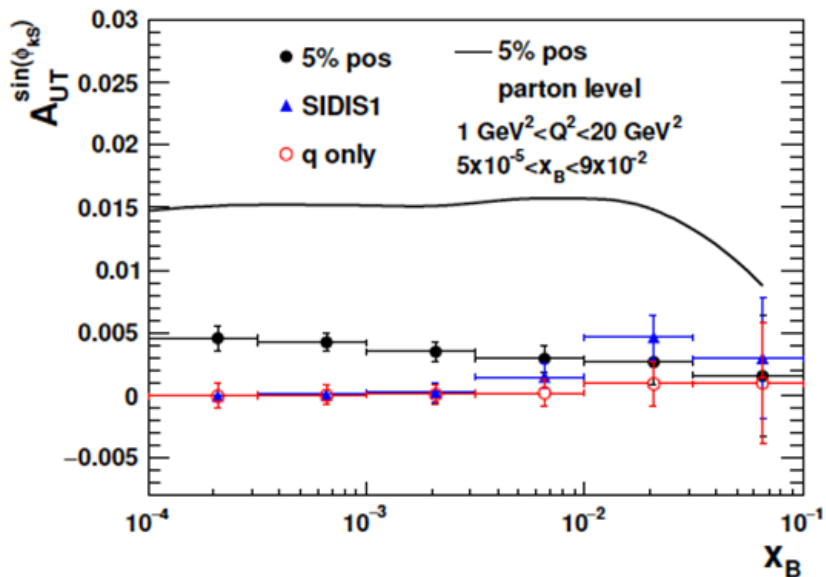 0.03
0.025
0.02
0.015
0.01
0.005
0
−0.005
A_UT^sin(ϕ_kS)
5% pos
SIDIS1
q only
5% pos
parton level
1 GeV²<Q²<20 GeV²
5x10⁻⁵<x_B<9x10⁻²
10⁻⁴
10⁻³
10⁻²
10⁻¹
x_B